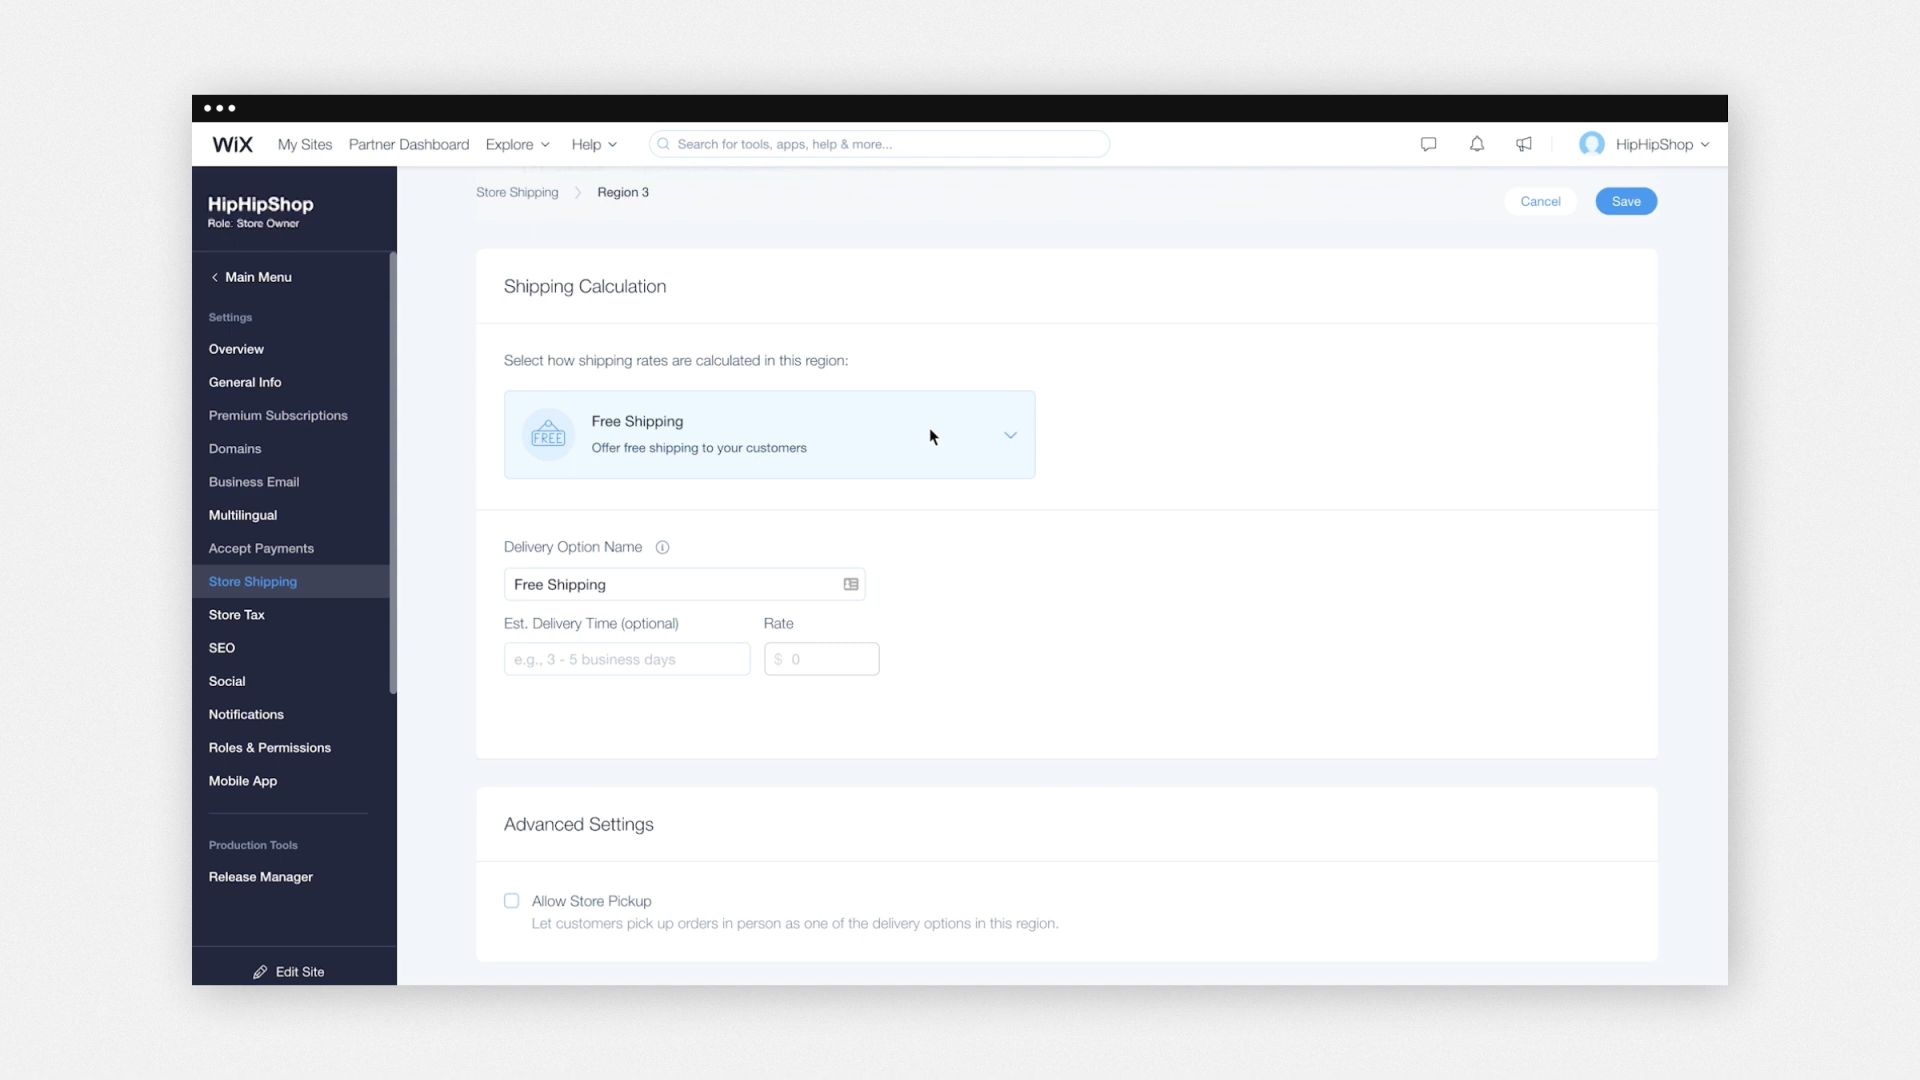 WiX
My Sites
Partner Dashboard
Explore
Help
Search for tools, apps, help & more...
HipHipShop
HipHipShop
Role: Store Owner
Main Menu
Settings
Overview
General Info
Premium Subscriptions
Domains
Business Email
Multilingual
Accept Payments
Store Shipping
Store Tax
SEO
Social
Notifications
Roles & Permissions
Mobile App
Production Tools
Release Manager
Edit Site
Store Shipping
Region 3
Cancel
Save
Shipping Calculation
Select how shipping rates are calculated in this region:
FREE
Free Shipping
Offer free shipping to your customers
Delivery Option Name
Free Shipping
Est. Delivery Time (optional)
Rate
e.g., 3 - 5 business days
$ 0
Advanced Settings
Allow Store Pickup
Let customers pick up orders in person as one of the delivery options in this region.